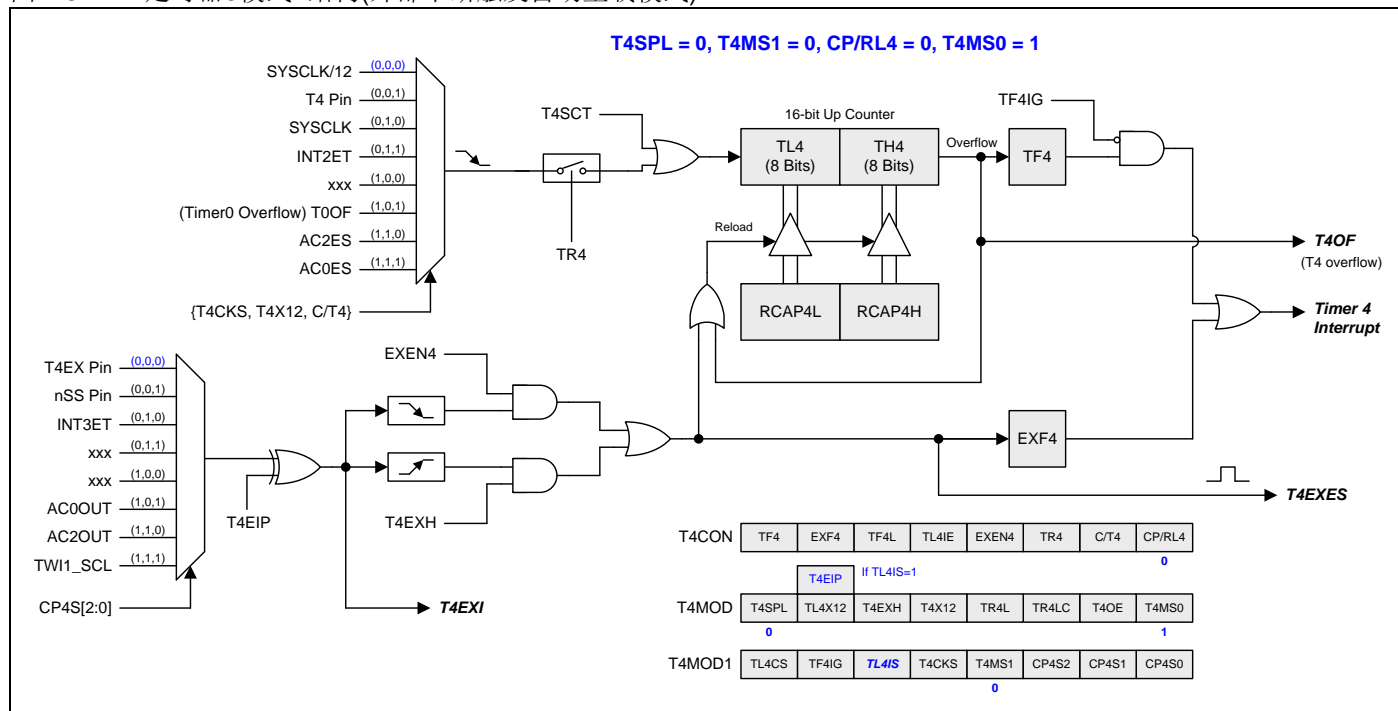 T4SPL = 0, T4MS1 = 0, CP/RL4 = 0, T4MS0 = 1
SYSCLK/12 (0,0,0)
T4 Pin (0,0,1)
SYSCLK (0,1,0)
INT2ET (0,1,1)
xxx (1,0,0)
(Timer0 Overflow) T0OF (1,0,1)
AC2ES (1,1,0)
AC0ES (1,1,1)
{T4CKS, T4X12, C/T4}
TR4
T4SCT
16-bit Up Counter
TL4
(8 Bits)
TH4
(8 Bits)
Overflow
TF4
TF4IG
Reload
RCAP4L
RCAP4H
T4OF
(T4 overflow)
Timer 4
Interrupt
T4EX Pin (0,0,0)
nSS Pin (0,0,1)
INT3ET (0,1,0)
xxx (0,1,1)
xxx (1,0,0)
AC0OUT (1,0,1)
AC2OUT (1,1,0)
TWI1_SCL (1,1,1)
CP4S[2:0]
T4EIP
EXEN4
T4EXH
T4EXI
EXF4
T4EXES
T4CON TF4 EXF4 TF4L TL4IE EXEN4 TR4 C/T4 CP/RL4
0
T4EIP If TL4IS=1
T4MOD T4SPL TL4X12 T4EXH T4X12 TR4L TR4LC T4OE T4MS0
0 1
T4MOD1 TL4CS TF4IG TL4IS T4CKS T4MS1 CP4S2 CP4S1 CP4S0
0